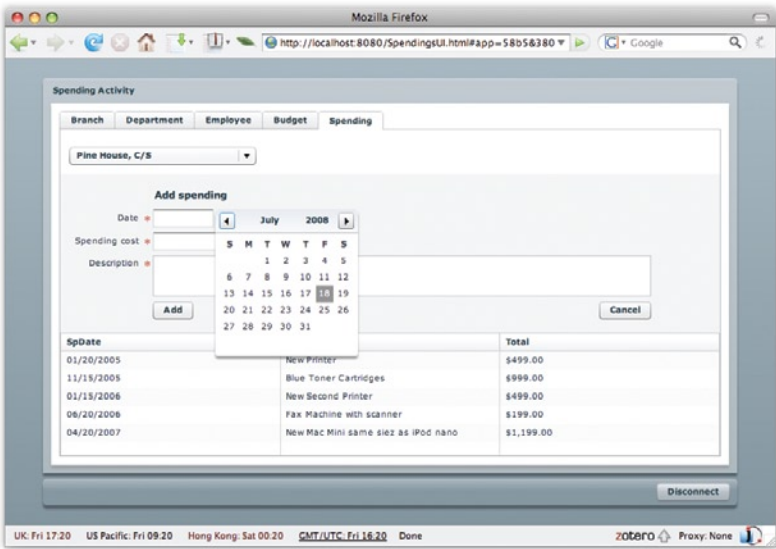 Mozilla Firefox
http://localhost:8080/SpendingsUI.html#app=58b5&380
Google
Spending Activity
Branch Department Employee Budget Spending
Pine House, C/S
Add spending
Date *
July 2008
Spending cost *
S M T W T F S
1 2 3 4 5
Description *
6 7 8 9 10 11 12
13 14 15 16 17 18 19
Add
20 21 22 23 24 25 26
Cancel
27 28 29 30 31
SpDate Total
01/20/2005 New Printer $499.00
11/15/2005 Blue Toner Cartridges $999.00
01/15/2006 New Second Printer $499.00
06/20/2006 Fax Machine with scanner $199.00
04/20/2007 New Mac Mini same siez as iPod nano $1,199.00
Disconnect
UK: Fri 17:20 US Pacific: Fri 09:20 Hong Kong: Sat 00:20 GMT/UTC: Fri 16:20 Done zotero Proxy: None